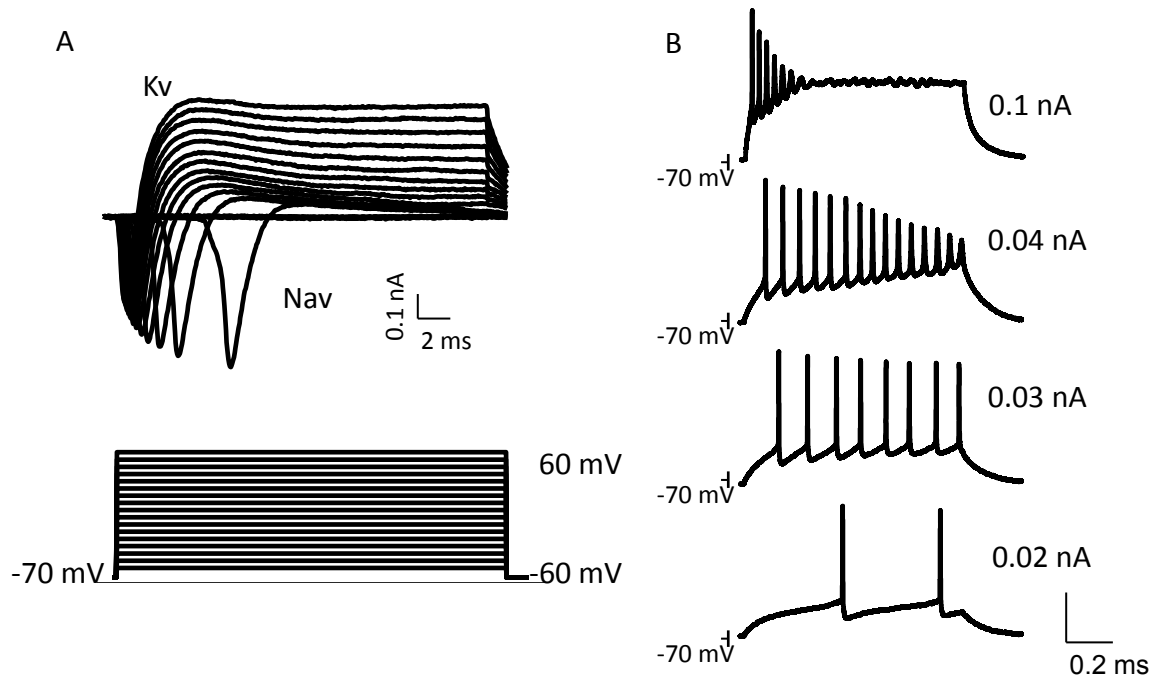 A
Kv
Nav
0.1 nA
2 ms
60 mV
-70 mV
-60 mV
B
0.1 nA
-70 mV
0.04 nA
-70 mV
0.03 nA
-70 mV
0.02 nA
-70 mV
0.2 ms